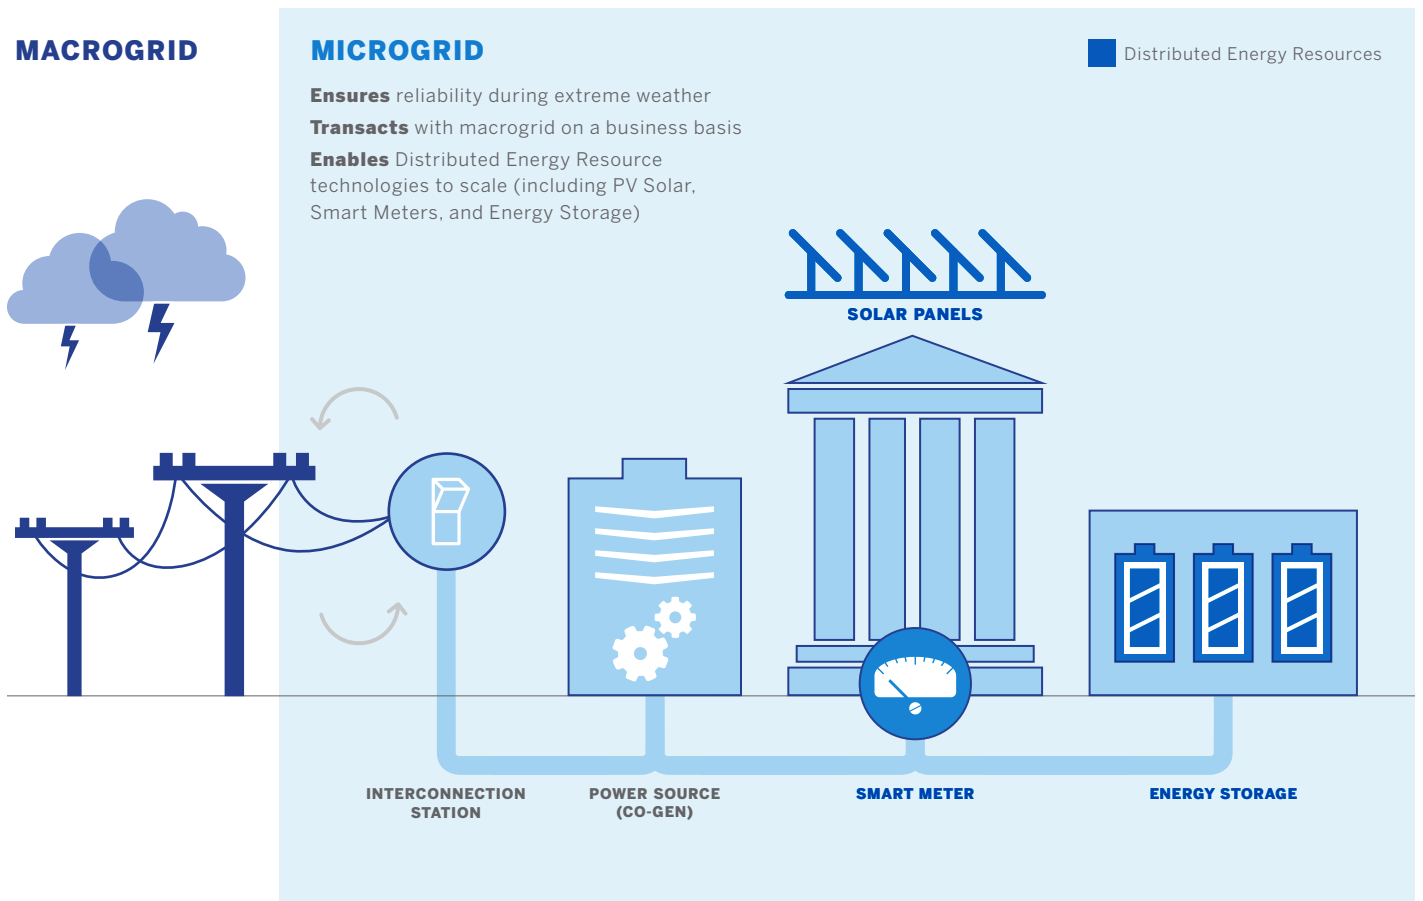 MACROGRID
MICROGRID
Distributed Energy Resources
Ensures reliability during extreme weather
Transacts with macrogrid on a business basis
Enables Distributed Energy Resource
technologies to scale (including PV Solar,
Smart Meters, and Energy Storage)
SOLAR PANELS
INTERCONNECTION
STATION
POWER SOURCE
(CO-GEN)
SMART METER
ENERGY STORAGE